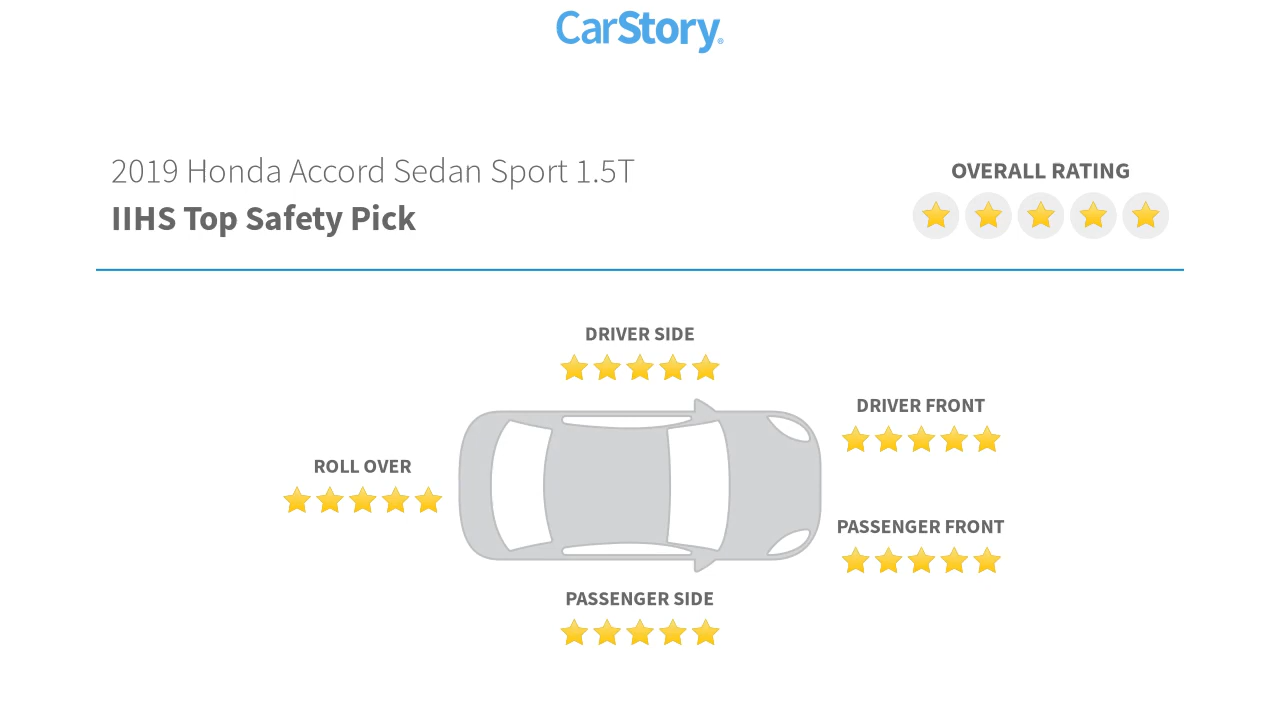 CarStory®
2019 Honda Accord Sedan Sport 1.5T
IIHS Top Safety Pick
OVERALL RATING
DRIVER SIDE
DRIVER FRONT
ROLL OVER
PASSENGER FRONT
PASSENGER SIDE